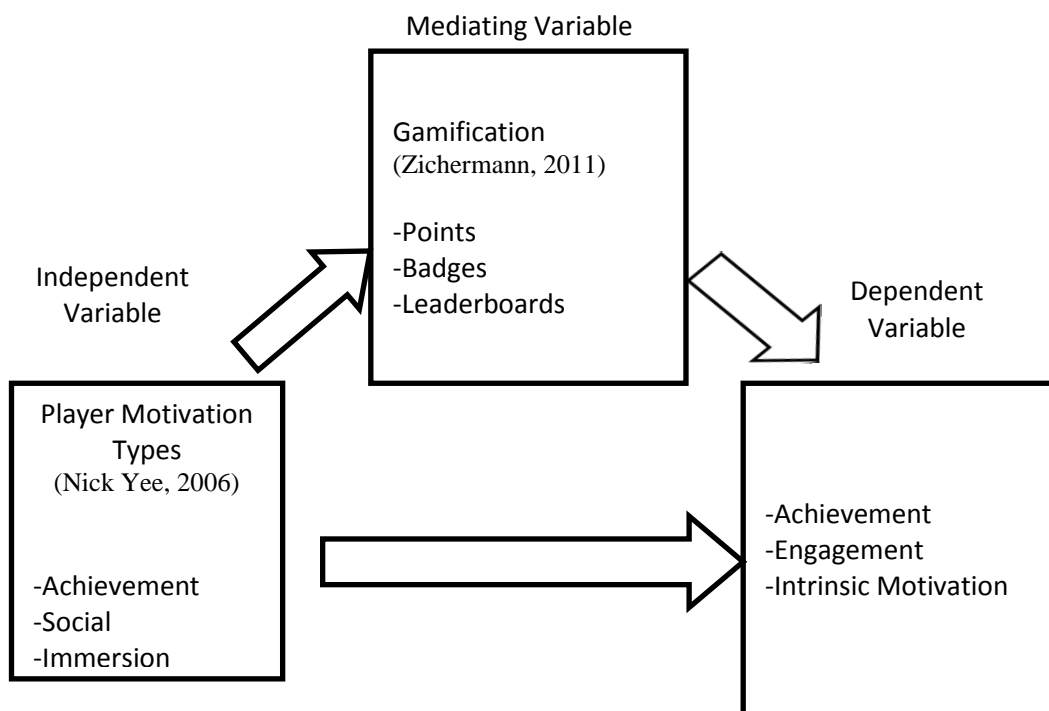 Mediating Variable
Gamification
(Zichermann, 2011)
-Points
-Badges
-Leaderboards
Independent
Variable
Dependent
Variable
Player Motivation
Types
(Nick Yee, 2006)
-Achievement
-Social
-Immersion
-Achievement
-Engagement
-Intrinsic Motivation